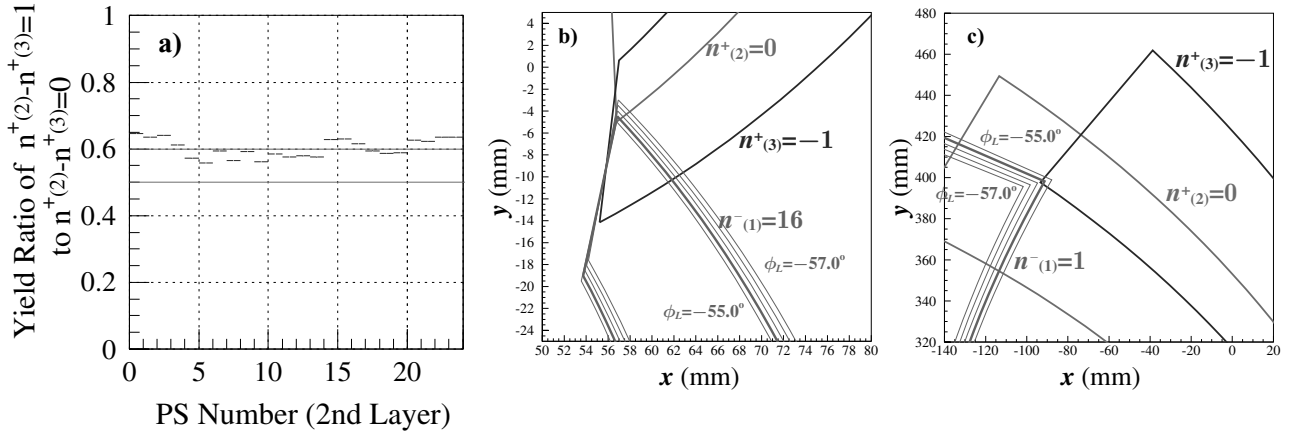 a)
Yield Ratio of n⁺(2)-n⁺(3)=1
to n⁺(2)-n⁺(3)=0
1
0.8
0.6
0.4
0.2
0
0 5 10 15 20
PS Number (2nd Layer)
b)
n⁺(2)=0
n⁺(3)=−1
n⁻(1)=16
ϕL=−57.0°
ϕL=−55.0°
y (mm)
4
2
0
-2
-4
-6
-8
-10
-12
-14
-16
-18
-20
-22
-24
50 52 54 56 58 60 62 64 66 68 70 72 74 76 78 80
x (mm)
c)
n⁺(3)=−1
ϕL=−55.0°
ϕL=−57.0°
n⁺(2)=0
n⁻(1)=1
y (mm)
480
460
440
420
400
380
360
340
320
-140 -120 -100 -80 -60 -40 -20 0 20
x (mm)